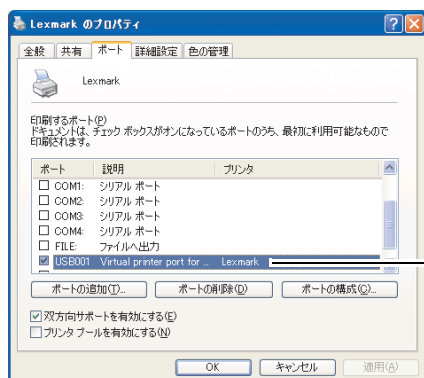 Lexmark のプロパティ
全般 共有 ポート 詳細設定 色の管理
Lexmark
印刷するポート(P)
ドキュメントは、チェック ボックスがオンになっているポートのうち、最初に利用可能なもので
印刷されます。
ポート 説明 プリンタ
COM1: シリアル ポート
COM2: シリアル ポート
COM3: シリアル ポート
COM4: シリアル ポート
FILE: ファイルへ出力
USB001 Virtual printer port for ... Lexmark
ポートの追加(T)... ポートの削除(D) ポートの構成(C)...
双方向サポートを有効にする(E)
プリンタ プールを有効にする(N)
OK キャンセル 適用(A)